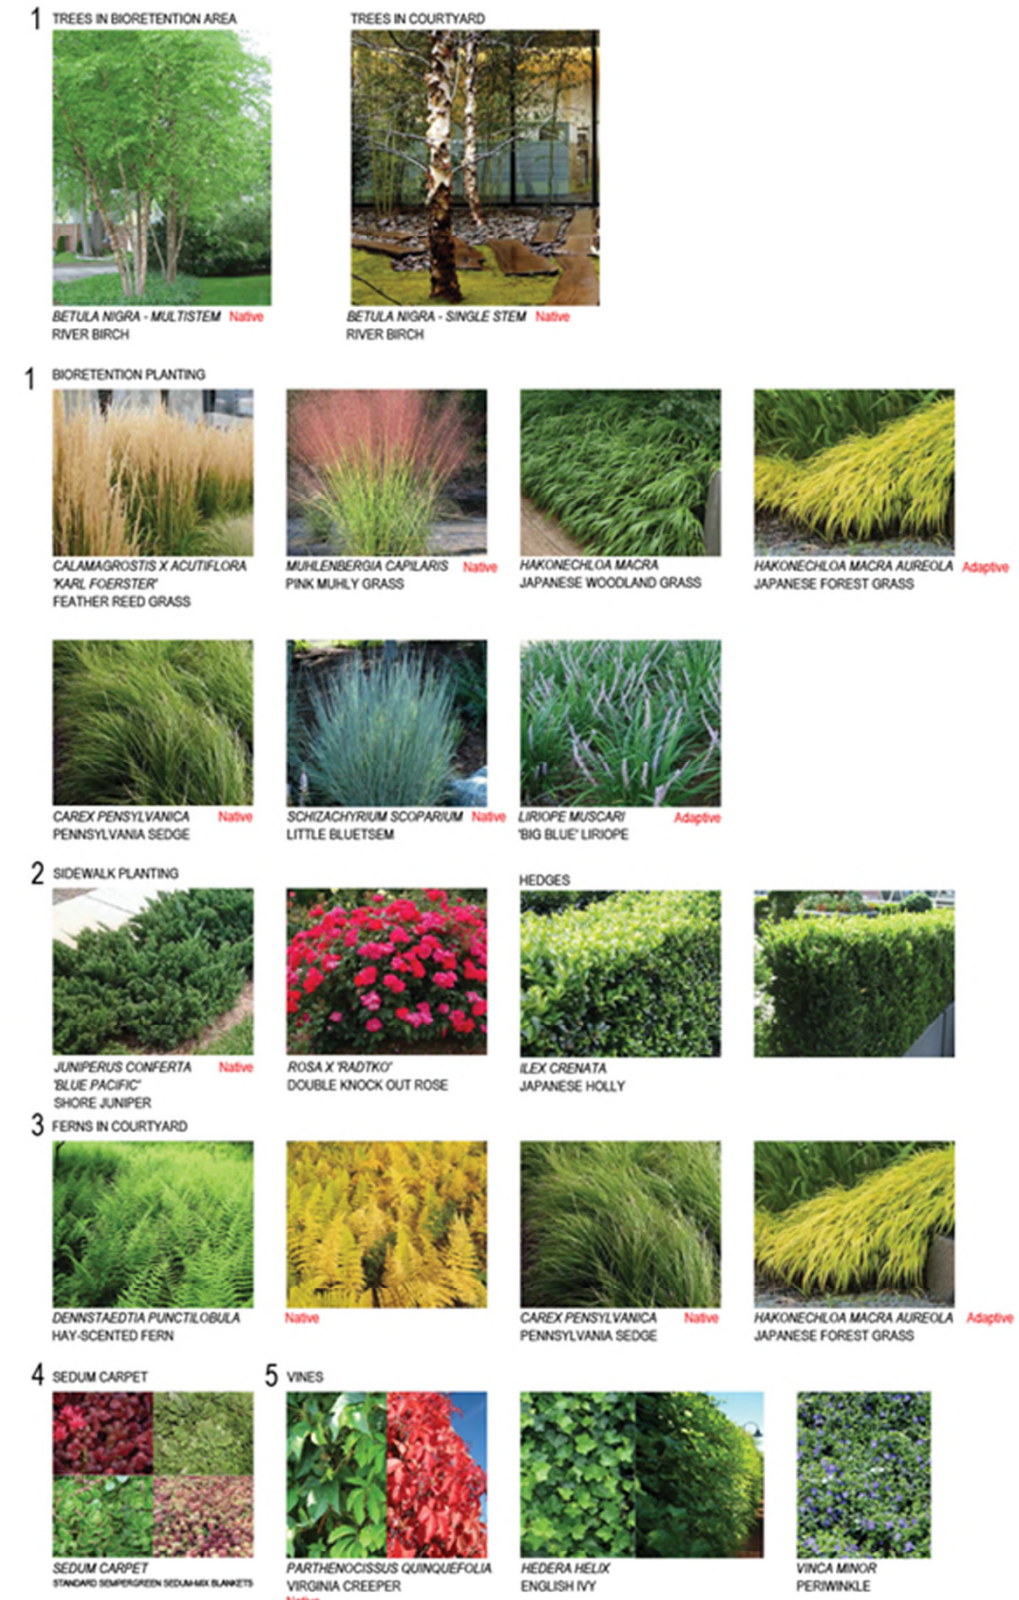 1 TREES IN BIORETENTION AREA
TREES IN COURTYARD
BETULA NIGRA - MULTISTEM Native
RIVER BIRCH
BETULA NIGRA - SINGLE STEM Native
RIVER BIRCH
1 BIORETENTION PLANTING
CALAMAGROSTIS X ACUTIFLORA
'KARL FOERSTER'
FEATHER REED GRASS
MUHLENBERGIA CAPILARIS Native
PINK MUHLY GRASS
HAKONECHLOA MACRA
JAPANESE WOODLAND GRASS
HAKONECHLOA MACRA AUREOLA Adaptive
JAPANESE FOREST GRASS
CAREX PENSYLVANICA Native
PENNSYLVANIA SEDGE
SCHIZACHYRIUM SCOPARIUM Native
LITTLE BLUETSEM
LIRIOPE MUSCARI Adaptive
'BIG BLUE' LIRIOPE
2 SIDEWALK PLANTING
HEDGES
JUNIPERUS CONFERTA Native
'BLUE PACIFIC'
SHORE JUNIPER
ROSA X 'RADTKO'
DOUBLE KNOCK OUT ROSE
ILEX CRENATA
JAPANESE HOLLY
3 FERNS IN COURTYARD
DENNSTAEDTIA PUNCTILOBULA
HAY-SCENTED FERN
Native
CAREX PENSYLVANICA Native
PENNSYLVANIA SEDGE
HAKONECHLOA MACRA AUREOLA Adaptive
JAPANESE FOREST GRASS
4 SEDUM CARPET
5 VINES
SEDUM CARPET
STANDARD SEMPERGREEN SEDUM-MIX BLANKETS
PARTHENOCISSUS QUINQUEFOLIA
VIRGINIA CREEPER
Native
HEDERA HELIX
ENGLISH IVY
VINCA MINOR
PERIWINKLE